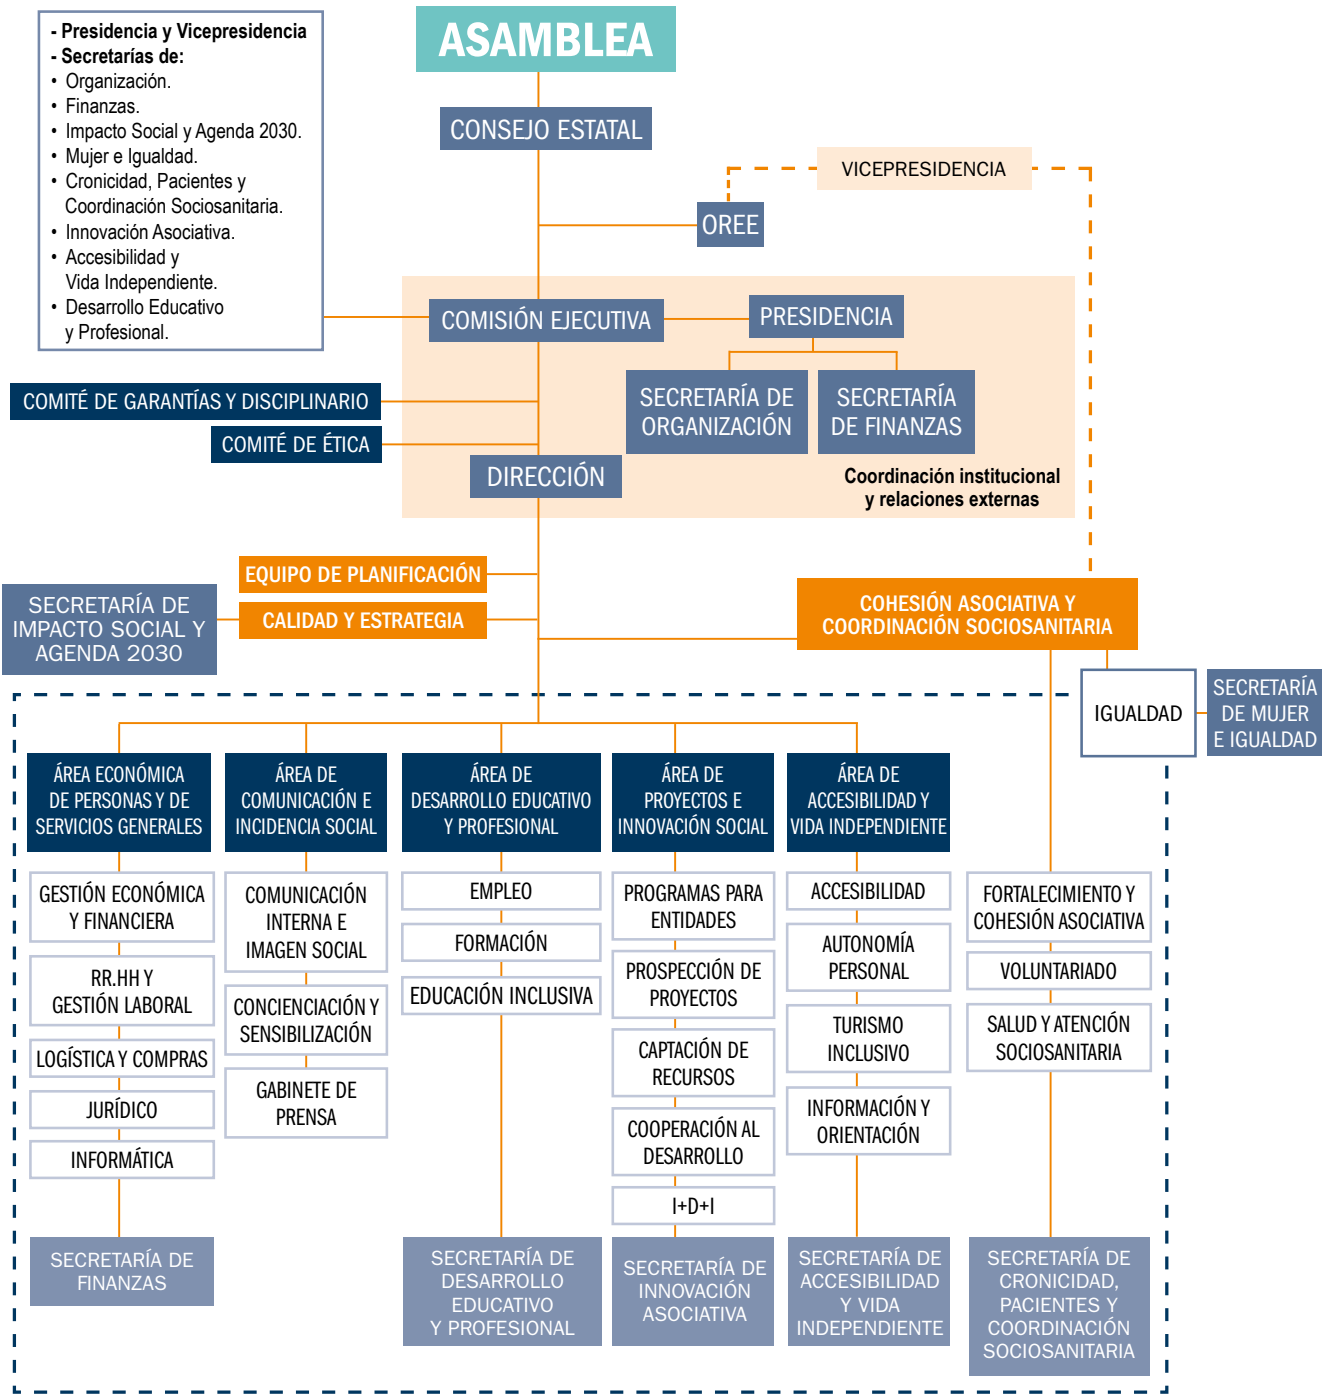 - Presidencia y Vicepresidencia
- Secretarías de:
• Organización.
• Finanzas.
• Impacto Social y Agenda 2030.
• Mujer e Igualdad.
• Cronicidad, Pacientes y
Coordinación Sociosanitaria.
• Innovación Asociativa.
• Accesibilidad y
Vida Independiente.
• Desarrollo Educativo
y Profesional.
ASAMBLEA
CONSEJO ESTATAL
VICEPRESIDENCIA
OREE
COMISIÓN EJECUTIVA
PRESIDENCIA
SECRETARÍA DE
ORGANIZACIÓN
SECRETARÍA
DE FINANZAS
COMITÉ DE GARANTÍAS Y DISCIPLINARIO
COMITÉ DE ÉTICA
DIRECCIÓN
Coordinación institucional
y relaciones externas
EQUIPO DE PLANIFICACIÓN
CALIDAD Y ESTRATEGIA
SECRETARÍA DE
IMPACTO SOCIAL Y
AGENDA 2030
COHESIÓN ASOCIATIVA Y
COORDINACIÓN SOCIOSANITARIA
IGUALDAD
SECRETARÍA
DE MUJER
E IGUALDAD
ÁREA ECONÓMICA
DE PERSONAS Y DE
SERVICIOS GENERALES
GESTIÓN ECONÓMICA
Y FINANCIERA
RR.HH Y
GESTIÓN LABORAL
LOGÍSTICA Y COMPRAS
JURÍDICO
INFORMÁTICA
SECRETARÍA DE
FINANZAS
ÁREA DE
COMUNICACIÓN E
INCIDENCIA SOCIAL
COMUNICACIÓN
INTERNA E
IMAGEN SOCIAL
CONCIENCIACIÓN Y
SENSIBILIZACIÓN
GABINETE DE
PRENSA
ÁREA DE
DESARROLLO EDUCATIVO
Y PROFESIONAL
EMPLEO
FORMACIÓN
EDUCACIÓN INCLUSIVA
SECRETARÍA DE
DESARROLLO
EDUCATIVO
Y PROFESIONAL
ÁREA DE
PROYECTOS E
INNOVACIÓN SOCIAL
PROGRAMAS PARA
ENTIDADES
PROSPECCIÓN DE
PROYECTOS
CAPTACIÓN DE
RECURSOS
COOPERACIÓN AL
DESARROLLO
I+D+I
SECRETARÍA DE
INNOVACIÓN
ASOCIATIVA
ÁREA DE
ACCESIBILIDAD Y
VIDA INDEPENDIENTE
ACCESIBILIDAD
AUTONOMÍA
PERSONAL
TURISMO
INCLUSIVO
INFORMACIÓN Y
ORIENTACIÓN
SECRETARÍA DE
ACCESIBILIDAD
Y VIDA
INDEPENDIENTE
FORTALECIMIENTO Y
COHESIÓN ASOCIATIVA
VOLUNTARIADO
SALUD Y ATENCIÓN
SOCIOSANITARIA
SECRETARÍA DE
CRONICIDAD,
PACIENTES Y
COORDINACIÓN
SOCIOSANITARIA